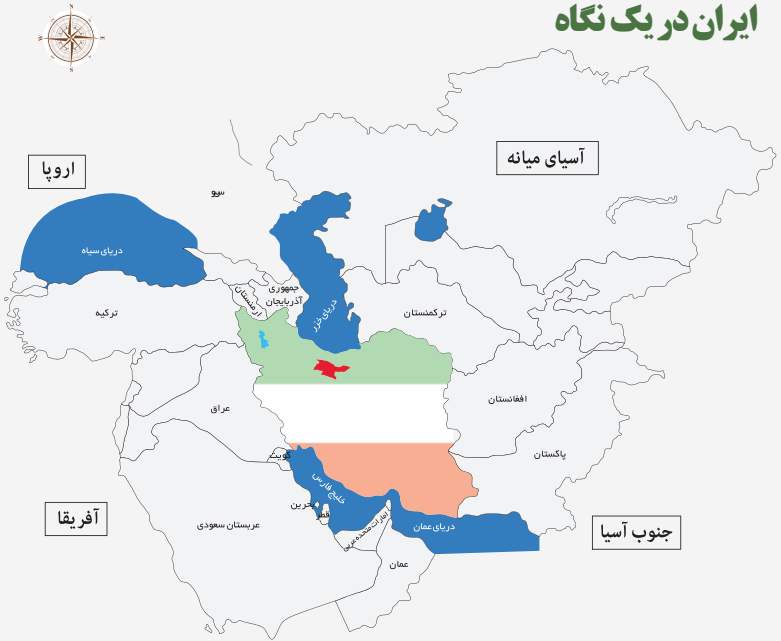 ایران در یک نگاه
N
W
E
S
آسیای میانه
اروپا
دریای سیاه
جمهوری
آذربایجان
ارمنستان
دریای خزر
ترکیه
ترکمنستان
افغانستان
عراق
پاکستان
کویت
خلیج فارس
بحرین
قطر
آفریقا
عربستان سعودی
امارات متحده عربی
دریای عمان
جنوب آسیا
عمان